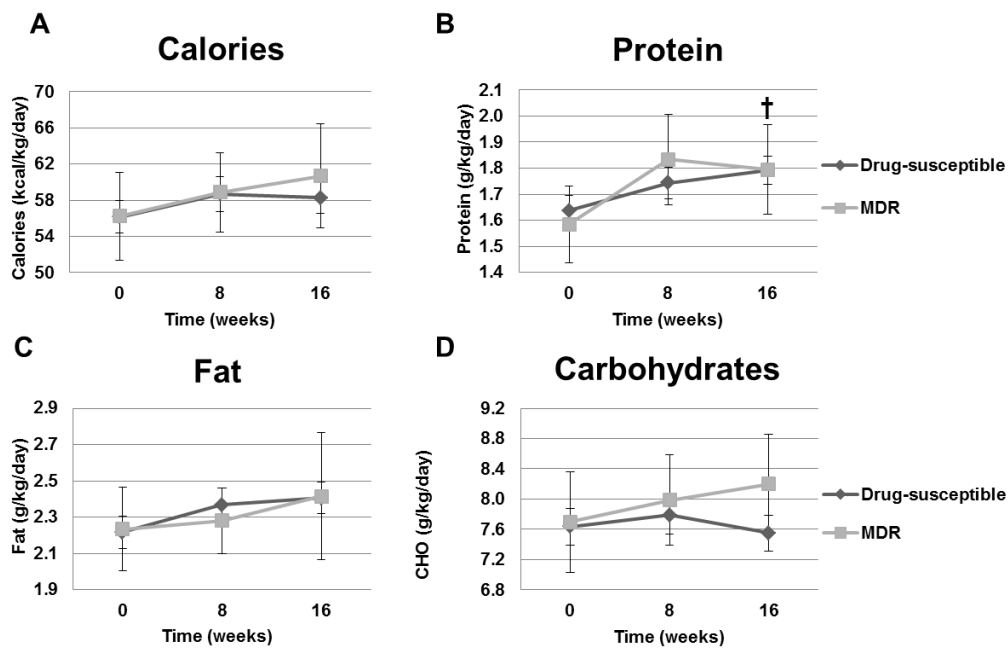 A
Calories
Calories (kcal/kg/day)
70
66
62
58
54
50
0 8 16
Time (weeks)
B
Protein
Protein (g/kg/day)
2.1
2.0
1.9
1.8
1.7
1.6
1.5
1.4
†
0 8 16
Time (weeks)
Drug-susceptible
MDR
C
Fat
Fat (g/kg/day)
2.9
2.7
2.5
2.3
2.1
1.9
0 8 16
Time (weeks)
D
Carbohydrates
CHO (g/kg/day)
9.2
8.8
8.4
8.0
7.6
7.2
6.8
0 8 16
Time (weeks)
Drug-susceptible
MDR